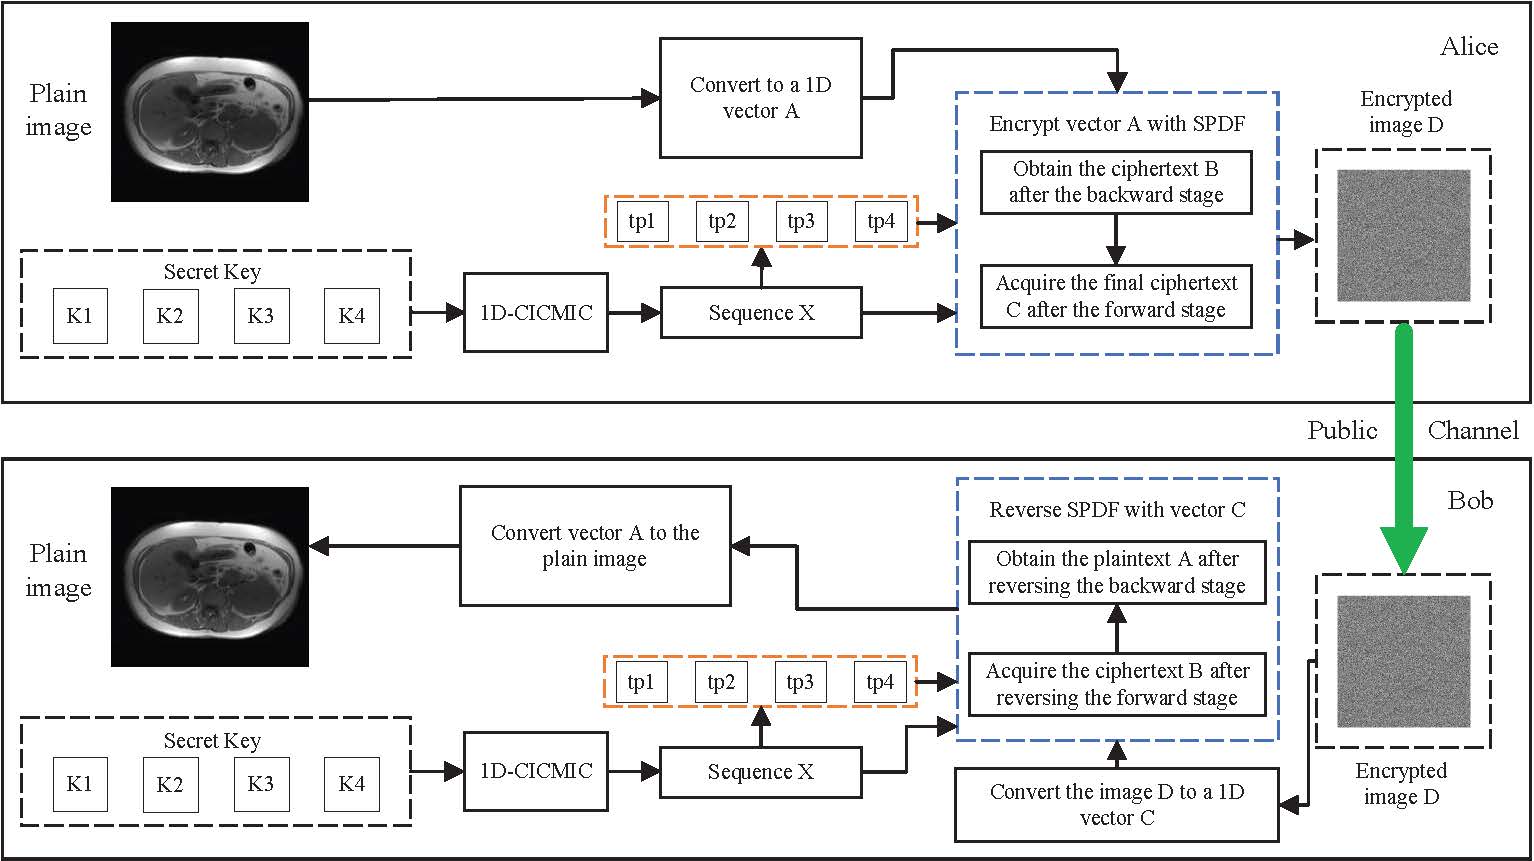 Alice
Plain
image
Convert to a 1D
vector A
Encrypt vector A with SPDF
Obtain the ciphertext B
after the backward stage
Acquire the final ciphertext
C after the forward stage
Encrypted
image D
tp1 tp2 tp3 tp4
Secret Key
K1 K2 K3 K4
1D-CICMIC
Sequence X
Public Channel
Bob
Plain
image
Convert vector A to the
plain image
Reverse SPDF with vector C
Obtain the plaintext A after
reversing the backward stage
Acquire the ciphertext B after
reversing the forward stage
tp1 tp2 tp3 tp4
Secret Key
K1 K2 K3 K4
1D-CICMIC
Sequence X
Convert the image D to a 1D
vector C
Encrypted
image D